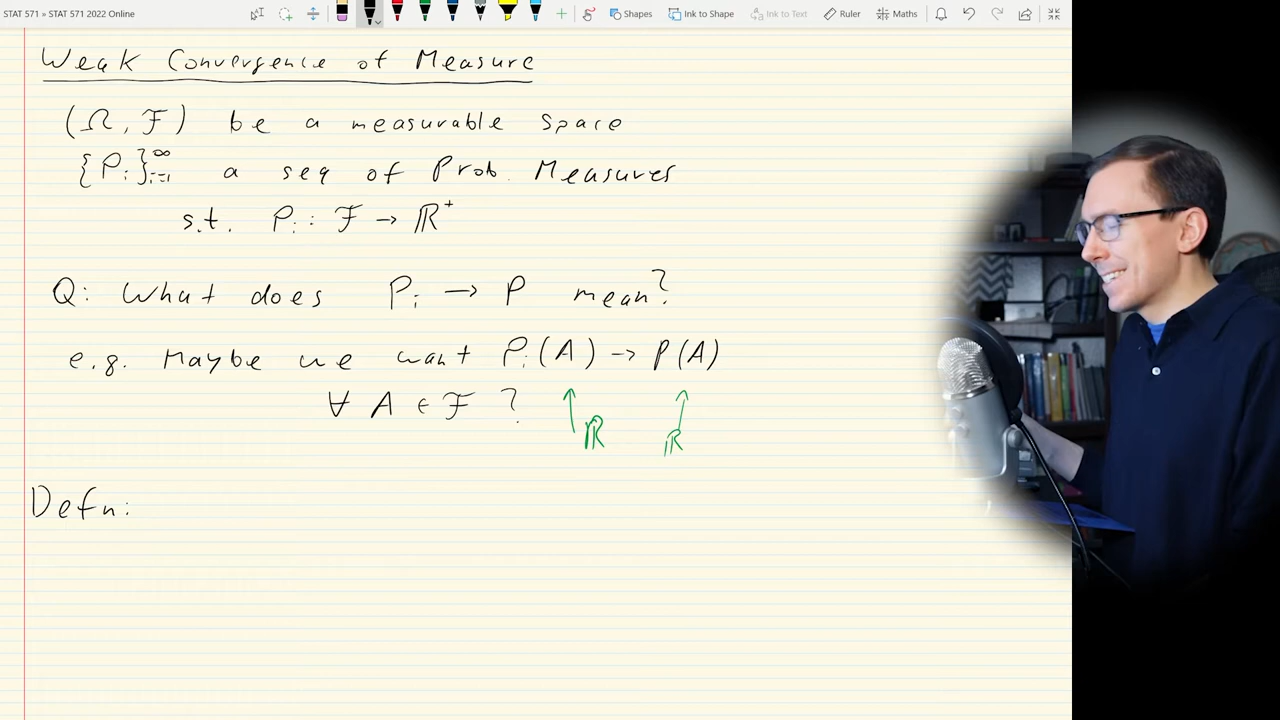 STAT 571 » STAT 571 2022 Online
Shapes Ink to Shape Ink to Text Ruler Maths
Weak Convergence of Measure
(Ω, ℱ) be a measurable space
{Pᵢ}ᵢ₌₁^∞ a seq of Prob. Measures
s.t. Pᵢ : ℱ → ℝ⁺
Q: What does Pᵢ → P mean?
e.g. Maybe we want Pᵢ(A) → P(A)
∀ A ∈ ℱ ?
ℝ ℝ
Defn: